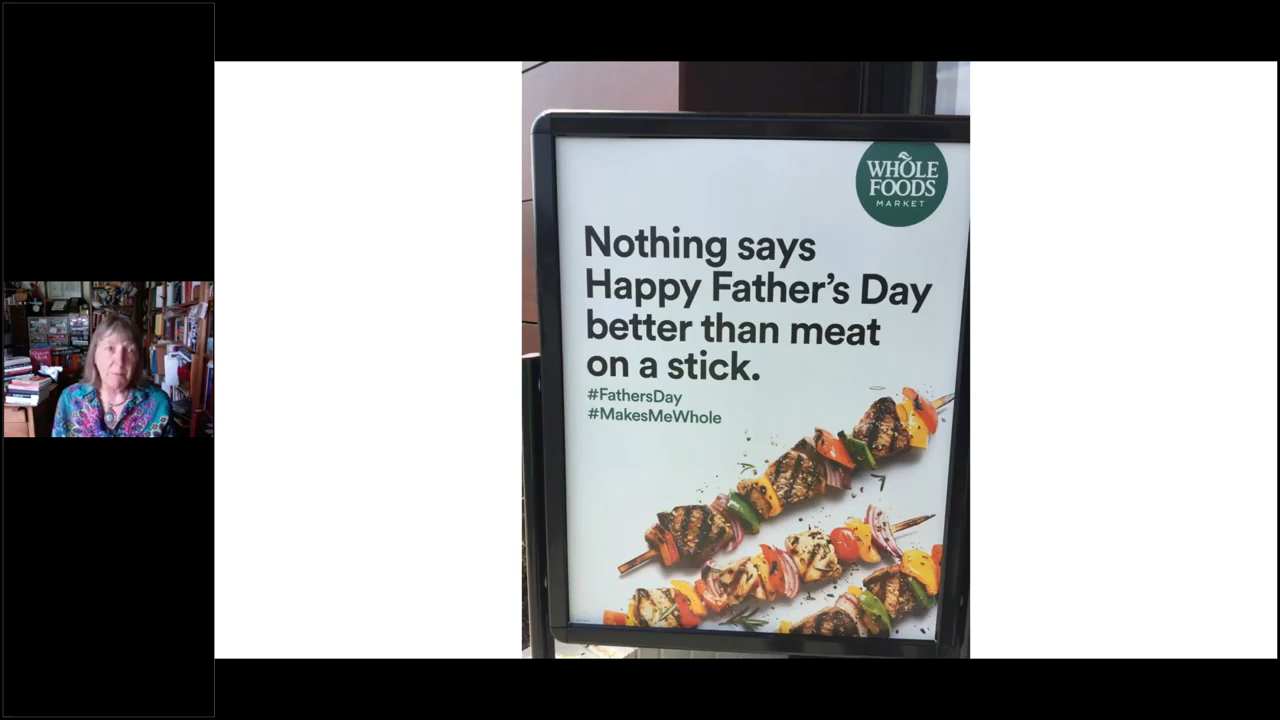 WHOLE
FOODS
MARKET
Nothing says
Happy Father's Day
better than meat
on a stick.
#FathersDay
#MakesMeWhole